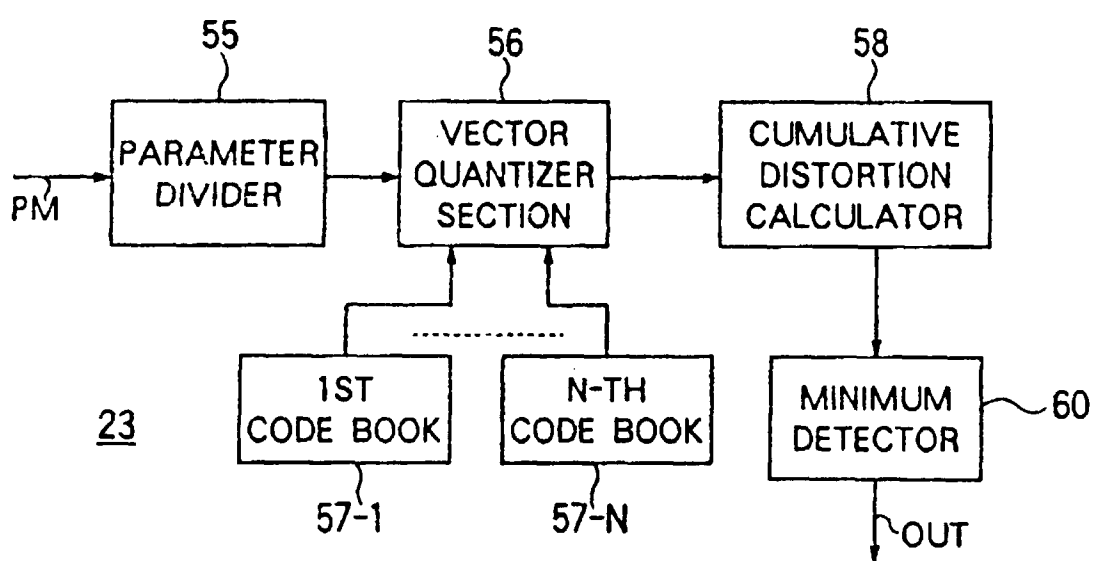 55
56
58
PARAMETER
DIVIDER
VECTOR
QUANTIZER
SECTION
CUMULATIVE
DISTORTION
CALCULATOR
PM
1ST
CODE BOOK
N-TH
CODE BOOK
MINIMUM
DETECTOR
60
23
57-1
57-N
OUT